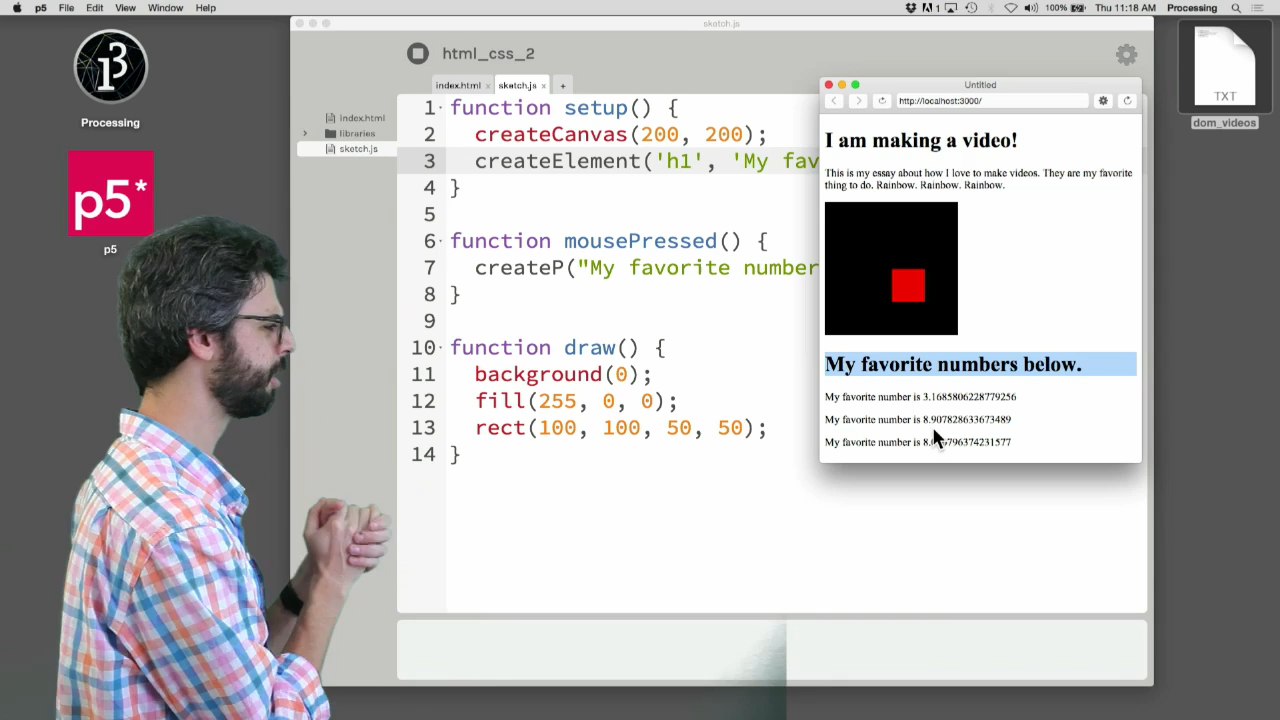 p5 File Edit View Window Help
1 100% Thu 11:18 AM Processing
sketch.js
html_css_2
index.html × sketch.js × +
index.html
libraries
sketch.js
1 function setup() {
2 createCanvas(200, 200);
3 createElement('h1', 'My fav
4 }
5
6 function mousePressed() {
7 createP("My favorite number
8 }
9
10 function draw() {
11 background(0);
12 fill(255, 0, 0);
13 rect(100, 100, 50, 50);
14 }
Untitled
http://localhost:3000/
I am making a video!
This is my essay about how I love to make videos. They are my favorite
thing to do. Rainbow. Rainbow. Rainbow.
My favorite numbers below.
My favorite number is 3.1685806228779256
My favorite number is 8.907828633673489
My favorite number is
Processing
p5*
p5
TXT
dom_videos